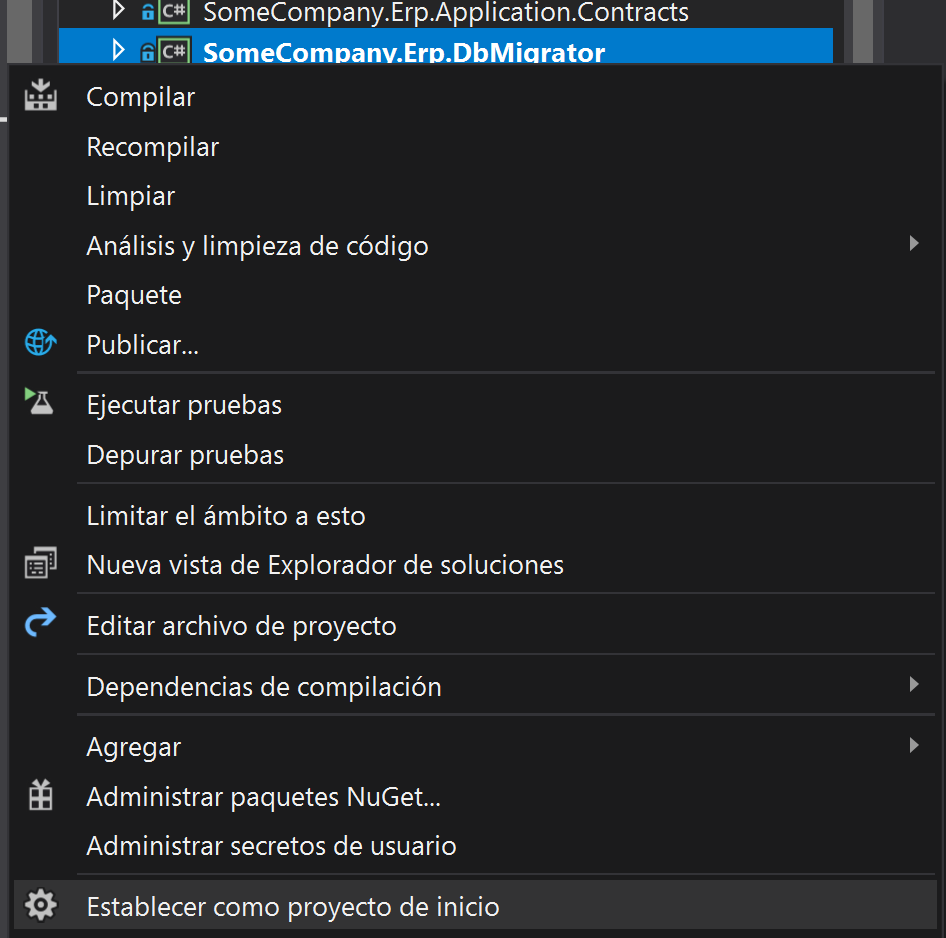 C# SomeCompany.Erp.Application.Contracts
C# SomeCompany.Erp.DbMigrator
Compilar
Recompilar
Limpiar
Análisis y limpieza de código
Paquete
Publicar...
Ejecutar pruebas
Depurar pruebas
Limitar el ámbito a esto
Nueva vista de Explorador de soluciones
Editar archivo de proyecto
Dependencias de compilación
Agregar
Administrar paquetes NuGet...
Administrar secretos de usuario
Establecer como proyecto de inicio